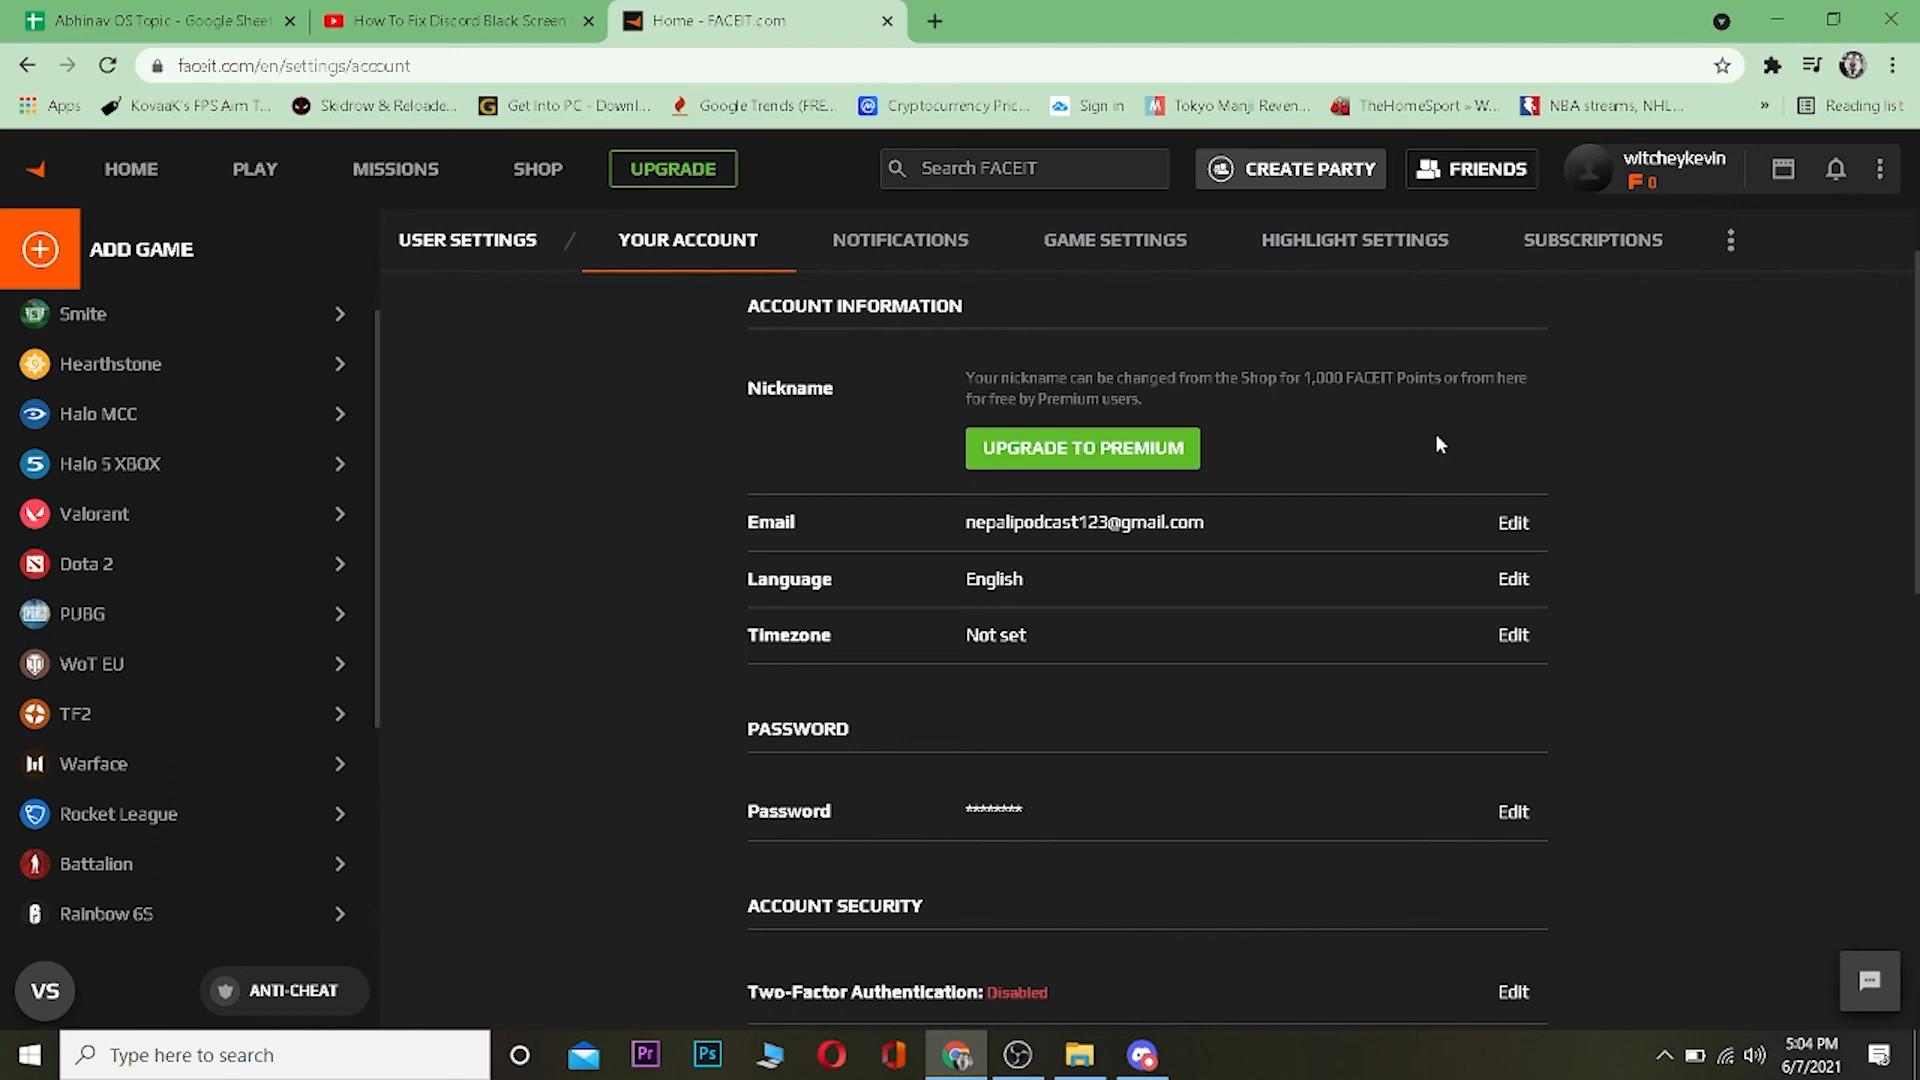 Abhinav OS Topic - Google Sheet
How To Fix Discord Black Screen
Home - FACEIT.com
faceit.com/en/settings/account
Apps
KovaaK's FPS Aim T...
Skidrow & Reloade...
Get Into PC - Downl...
Google Trends (FRE...
Cryptocurrency Pric...
Sign in
Tokyo Manji Reven...
TheHomeSport » W...
NBA streams, NHL...
»
Reading list
HOME
PLAY
MISSIONS
SHOP
UPGRADE
Search FACEIT
CREATE PARTY
FRIENDS
witcheykevin
0
ADD GAME
USER SETTINGS
/
YOUR ACCOUNT
NOTIFICATIONS
GAME SETTINGS
HIGHLIGHT SETTINGS
SUBSCRIPTIONS
Smite
Hearthstone
Halo MCC
Halo 5 XBOX
Valorant
Dota 2
PUBG
WoT EU
TF2
Warface
Rocket League
Battalion
Rainbow 6S
VS
ANTI-CHEAT
ACCOUNT INFORMATION
Nickname
Your nickname can be changed from the Shop for 1,000 FACEIT Points or from here
for free by Premium users.
UPGRADE TO PREMIUM
Email nepalipodcast123@gmail.com Edit
Language English Edit
Timezone Not set Edit
PASSWORD
Password ******** Edit
ACCOUNT SECURITY
Two-Factor Authentication: Disabled Edit
Type here to search
Pr
Ps
5:04 PM
6/7/2021